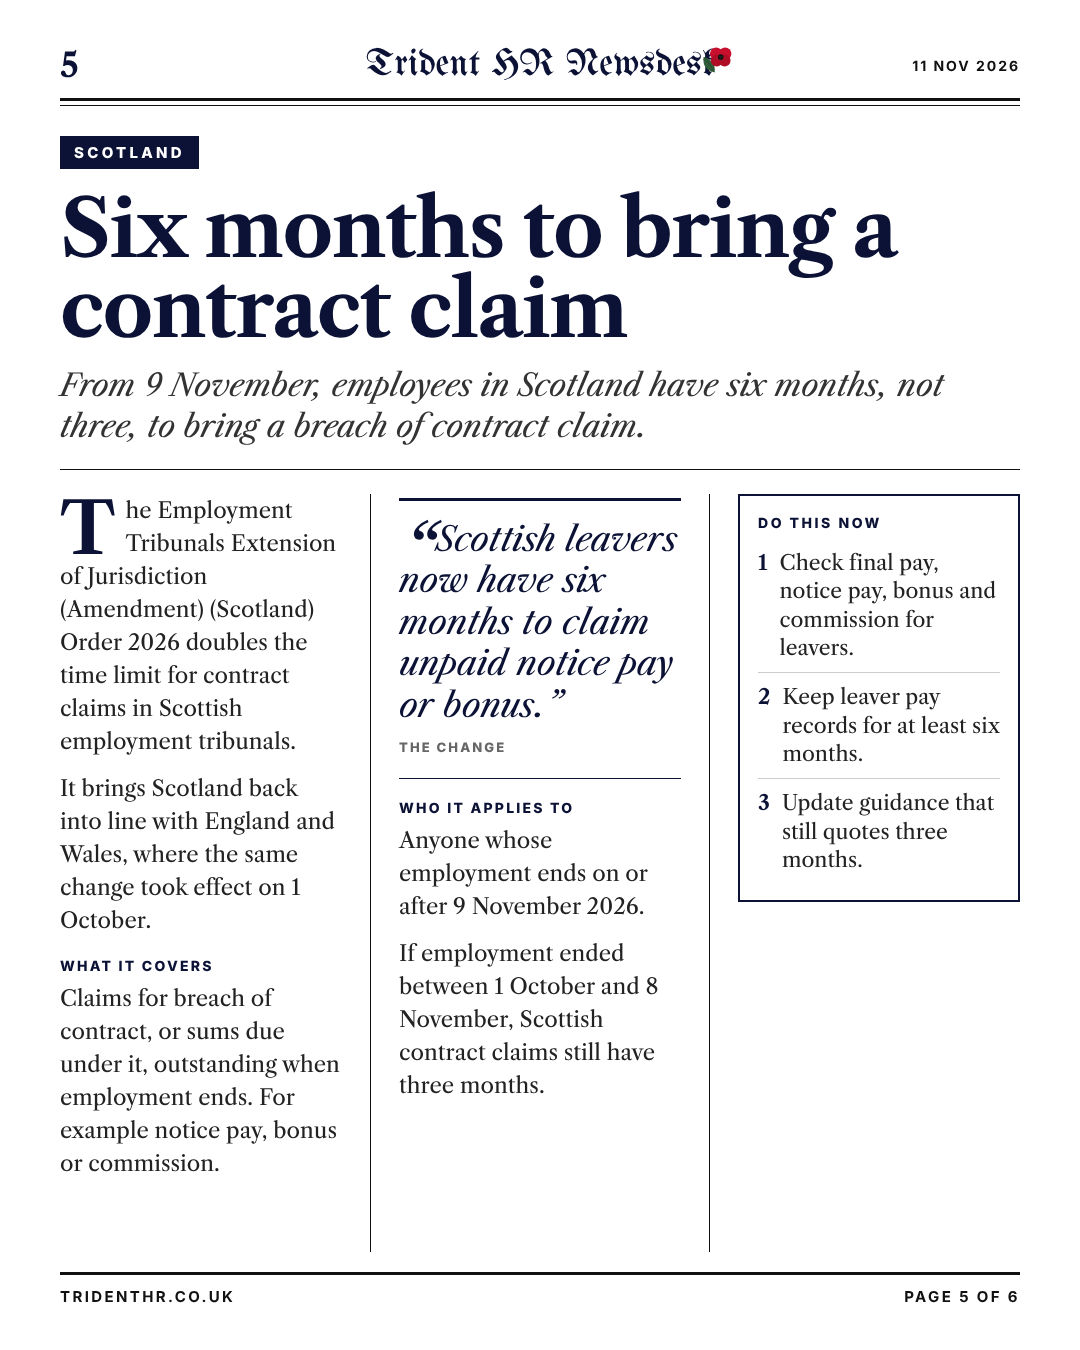 5
Trident HR Newsdesk
11 NOV 2026
SCOTLAND
Six months to bring a
contract claim
From 9 November, employees in Scotland have six months, not
three, to bring a breach of contract claim.
The Employment
Tribunals Extension
of Jurisdiction
(Amendment) (Scotland)
Order 2026 doubles the
time limit for contract
claims in Scottish
employment tribunals.
It brings Scotland back
into line with England and
Wales, where the same
change took effect on 1
October.
WHAT IT COVERS
Claims for breach of
contract, or sums due
under it, outstanding when
employment ends. For
example notice pay, bonus
or commission.
“Scottish leavers
now have six
months to claim
unpaid notice pay
or bonus.”
THE CHANGE
WHO IT APPLIES TO
Anyone whose
employment ends on or
after 9 November 2026.
If employment ended
between 1 October and 8
November, Scottish
contract claims still have
three months.
DO THIS NOW
1 Check final pay,
notice pay, bonus and
commission for
leavers.
2 Keep leaver pay
records for at least six
months.
3 Update guidance that
still quotes three
months.
TRIDENTHR.CO.UK
PAGE 5 OF 6